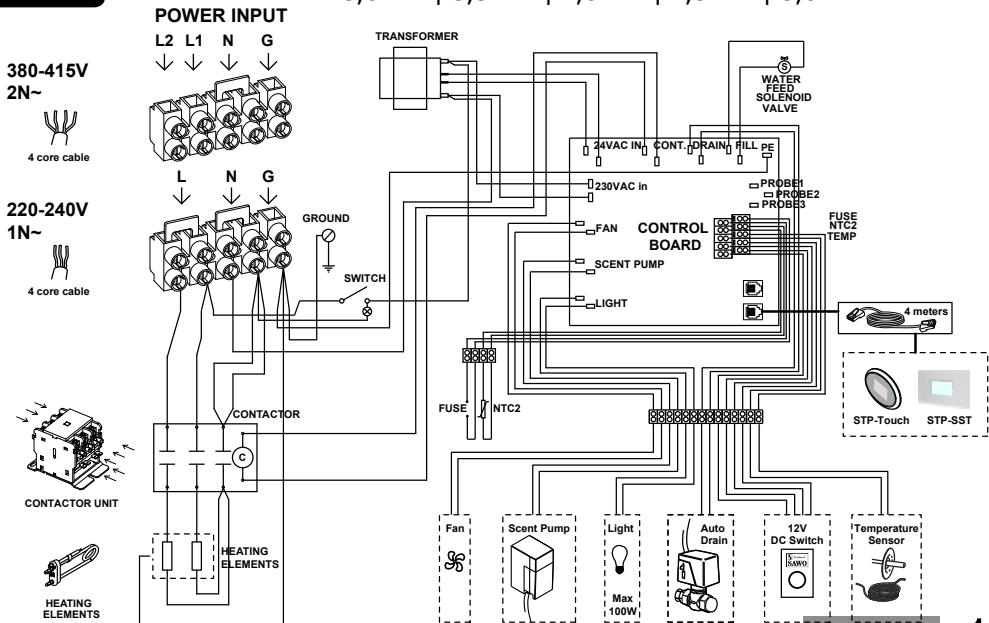 POWER INPUT
L2 L1 N G
380-415V
2N~
4 core cable
L N G
220-240V
1N~
4 core cable
GROUND
SWITCH
TRANSFORMER
S
WATER
FEED
SOLENOID
VALVE
24VAC IN CONT. DRAIN FILL PE
230VAC in
PROBE1
PROBE2
PROBE3
FAN
CONTROL
BOARD
FUSE
NTC2
TEMP
SCENT PUMP
LIGHT
4 meters
STP-Touch STP-SST
FUSE NTC2
CONTACTOR
C
CONTACTOR UNIT
HEATING
ELEMENTS
HEATING
ELEMENTS
Fan
Scent Pump
Light
Max
100W
Auto
Drain
12V
DC Switch
SAWO
Temperature
Sensor